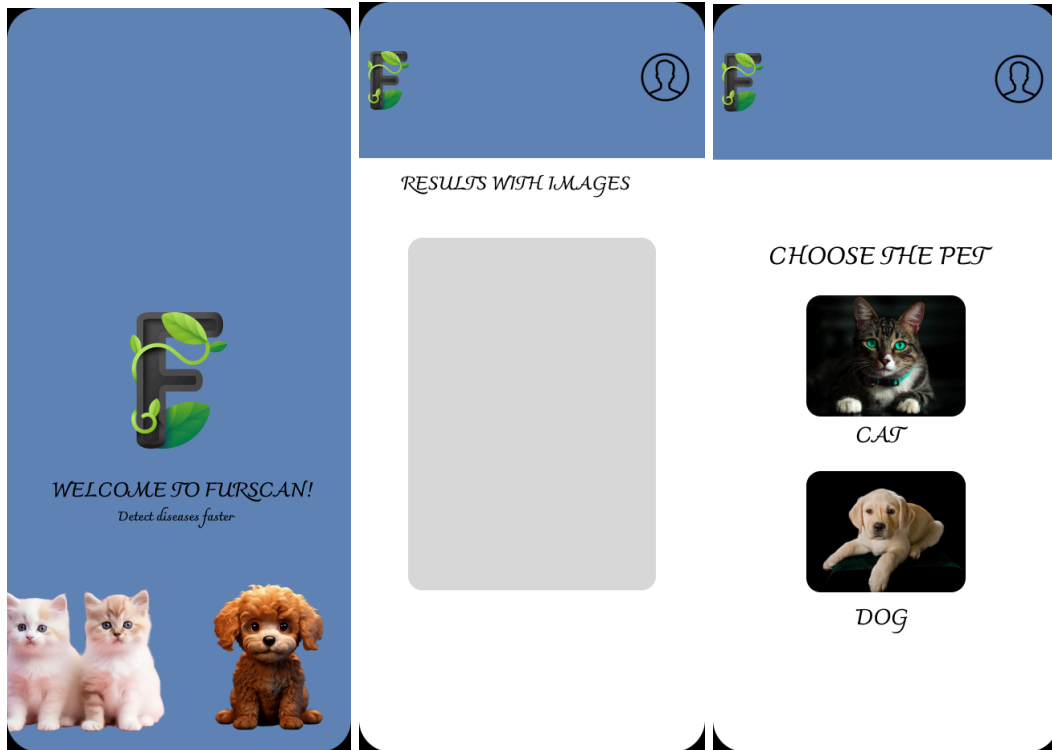 WELCOME TO FURSCAN!
Detect diseases faster
RESULTS WITH IMAGES
CHOOSE THE PET
CAT
DOG